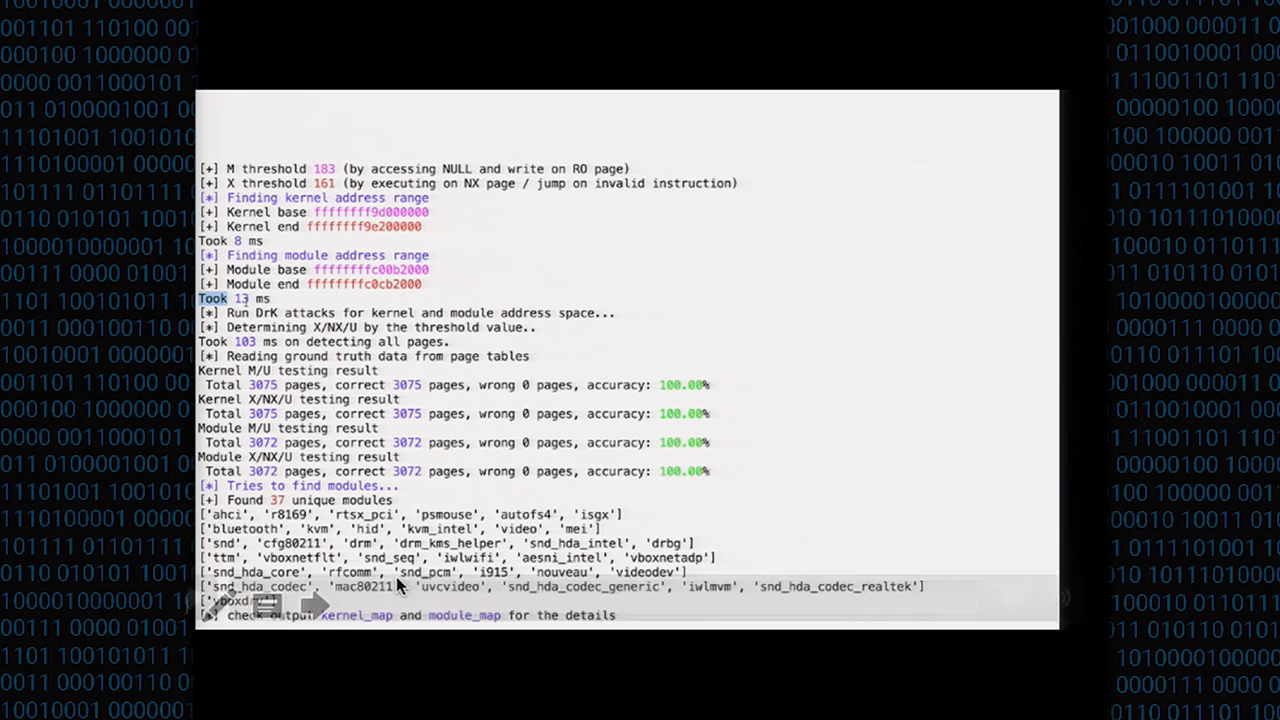 [+] M threshold 183 (by accessing NULL and write on RO page)
[+] X threshold 161 (by executing on NX page / jump on invalid instruction)
[*] Finding kernel address range
[+] Kernel base ffffffff9d000000
[+] Kernel end ffffffff9e200000
Took 8 ms
[*] Finding module address range
[+] Module base ffffffffc00b2000
[+] Module end ffffffffc0cb2000
Took 13 ms
[*] Run DrK attacks for kernel and module address space...
[*] Determining X/NX/U by the threshold value..
Took 103 ms on detecting all pages.
[*] Reading ground truth data from page tables
Kernel M/U testing result
Total 3075 pages, correct 3075 pages, wrong 0 pages, accuracy: 100.00%
Kernel X/NX/U testing result
Total 3075 pages, correct 3075 pages, wrong 0 pages, accuracy: 100.00%
Module M/U testing result
Total 3072 pages, correct 3072 pages, wrong 0 pages, accuracy: 100.00%
Module X/NX/U testing result
Total 3072 pages, correct 3072 pages, wrong 0 pages, accuracy: 100.00%
[*] Tries to find modules...
[+] Found 37 unique modules
['ahci', 'r8169', 'rtsx_pci', 'psmouse', 'autofs4', 'isgx']
['bluetooth', 'kvm', 'hid', 'kvm_intel', 'video', 'mei']
['snd', 'cfg80211', 'drm', 'drm_kms_helper', 'snd_hda_intel', 'drbg']
['ttm', 'vboxnetflt', 'snd_seq', 'iwlwifi', 'aesni_intel', 'vboxnetadp']
['snd_hda_core', 'rfcomm', 'snd_pcm', 'i915', 'nouveau', 'videodev']
['snd_hda_codec', 'mac80211', 'uvcvideo', 'snd_hda_codec_generic', 'iwlmvm', 'snd_hda_codec_realtek']
check output kernel_map and module_map for the details